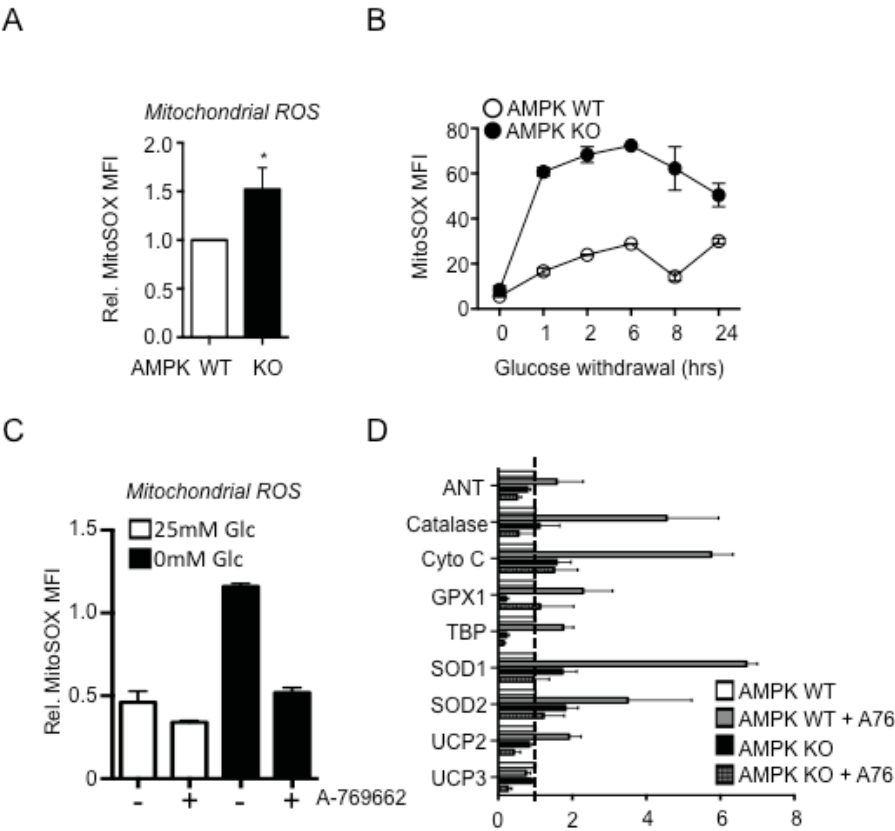 A
Mitochondrial ROS
Rel. MitoSOX MFI
2.0
1.5
1.0
0.5
0.0
*
AMPK WT KO
B
AMPK WT
AMPK KO
MitoSOX MFI
80
60
40
20
0
0 1 2 6 8 24
Glucose withdrawal (hrs)
C
Mitochondrial ROS
25mM Glc
0mM Glc
Rel. MitoSOX MFI
1.5
1.0
0.5
0
- + - + A-769662
D
ANT
Catalase
Cyto C
GPX1
TBP
SOD1
SOD2
UCP2
UCP3
AMPK WT
AMPK WT + A76
AMPK KO
AMPK KO + A76
0 2 4 6 8